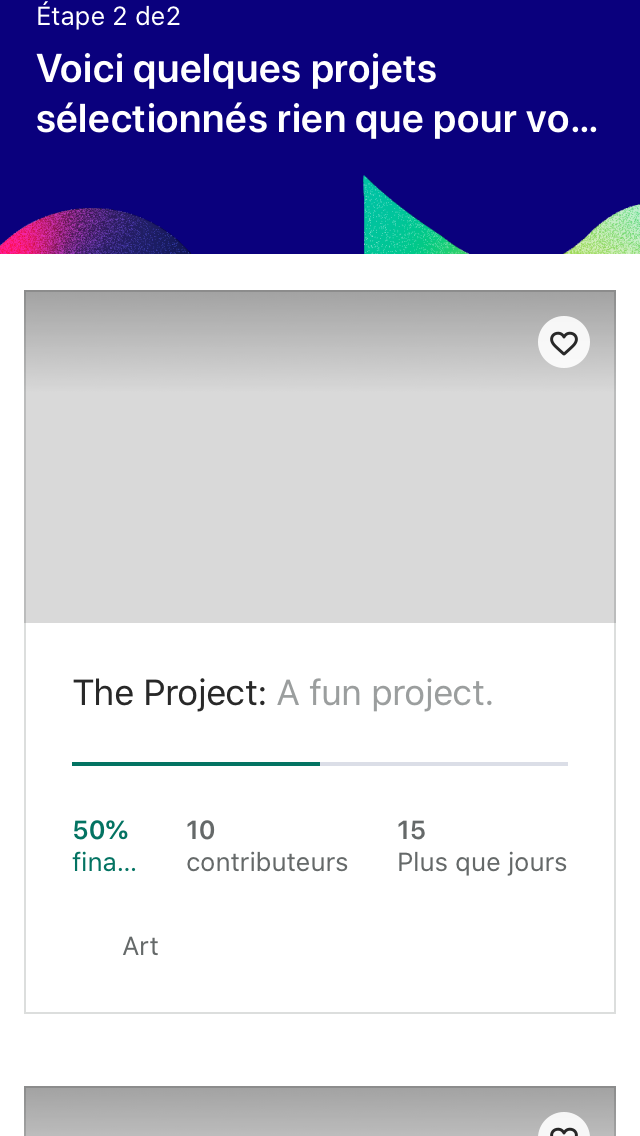 Étape 2 de2
Voici quelques projets
sélectionnés rien que pour vo...
The Project: A fun project.
50%
fina...
10
contributeurs
15
Plus que jours
Art